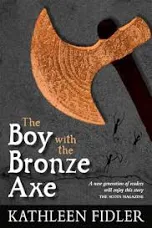 The
Boy
with the
Bronze
Axe
A new generation of readers
will enjoy this story
THE SCOTS MAGAZINE
KATHLEEN FIDLER